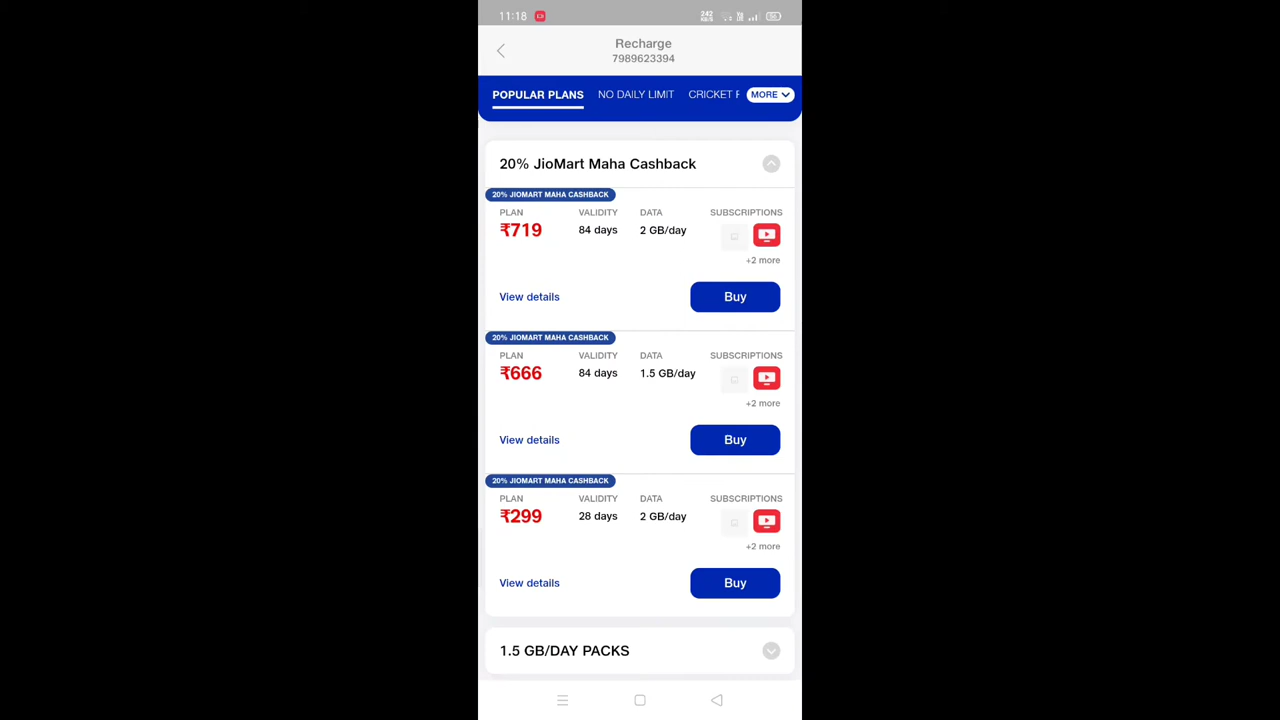 11:18
242
KB/S
56
Recharge
7989623394
POPULAR PLANS
NO DAILY LIMIT
CRICKET
MORE
20% JioMart Maha Cashback
20% JIOMART MAHA CASHBACK
PLAN VALIDITY DATA SUBSCRIPTIONS
₹719 84 days 2 GB/day
+2 more
View details Buy
20% JIOMART MAHA CASHBACK
PLAN VALIDITY DATA SUBSCRIPTIONS
₹666 84 days 1.5 GB/day
+2 more
View details Buy
20% JIOMART MAHA CASHBACK
PLAN VALIDITY DATA SUBSCRIPTIONS
₹299 28 days 2 GB/day
+2 more
View details Buy
1.5 GB/DAY PACKS